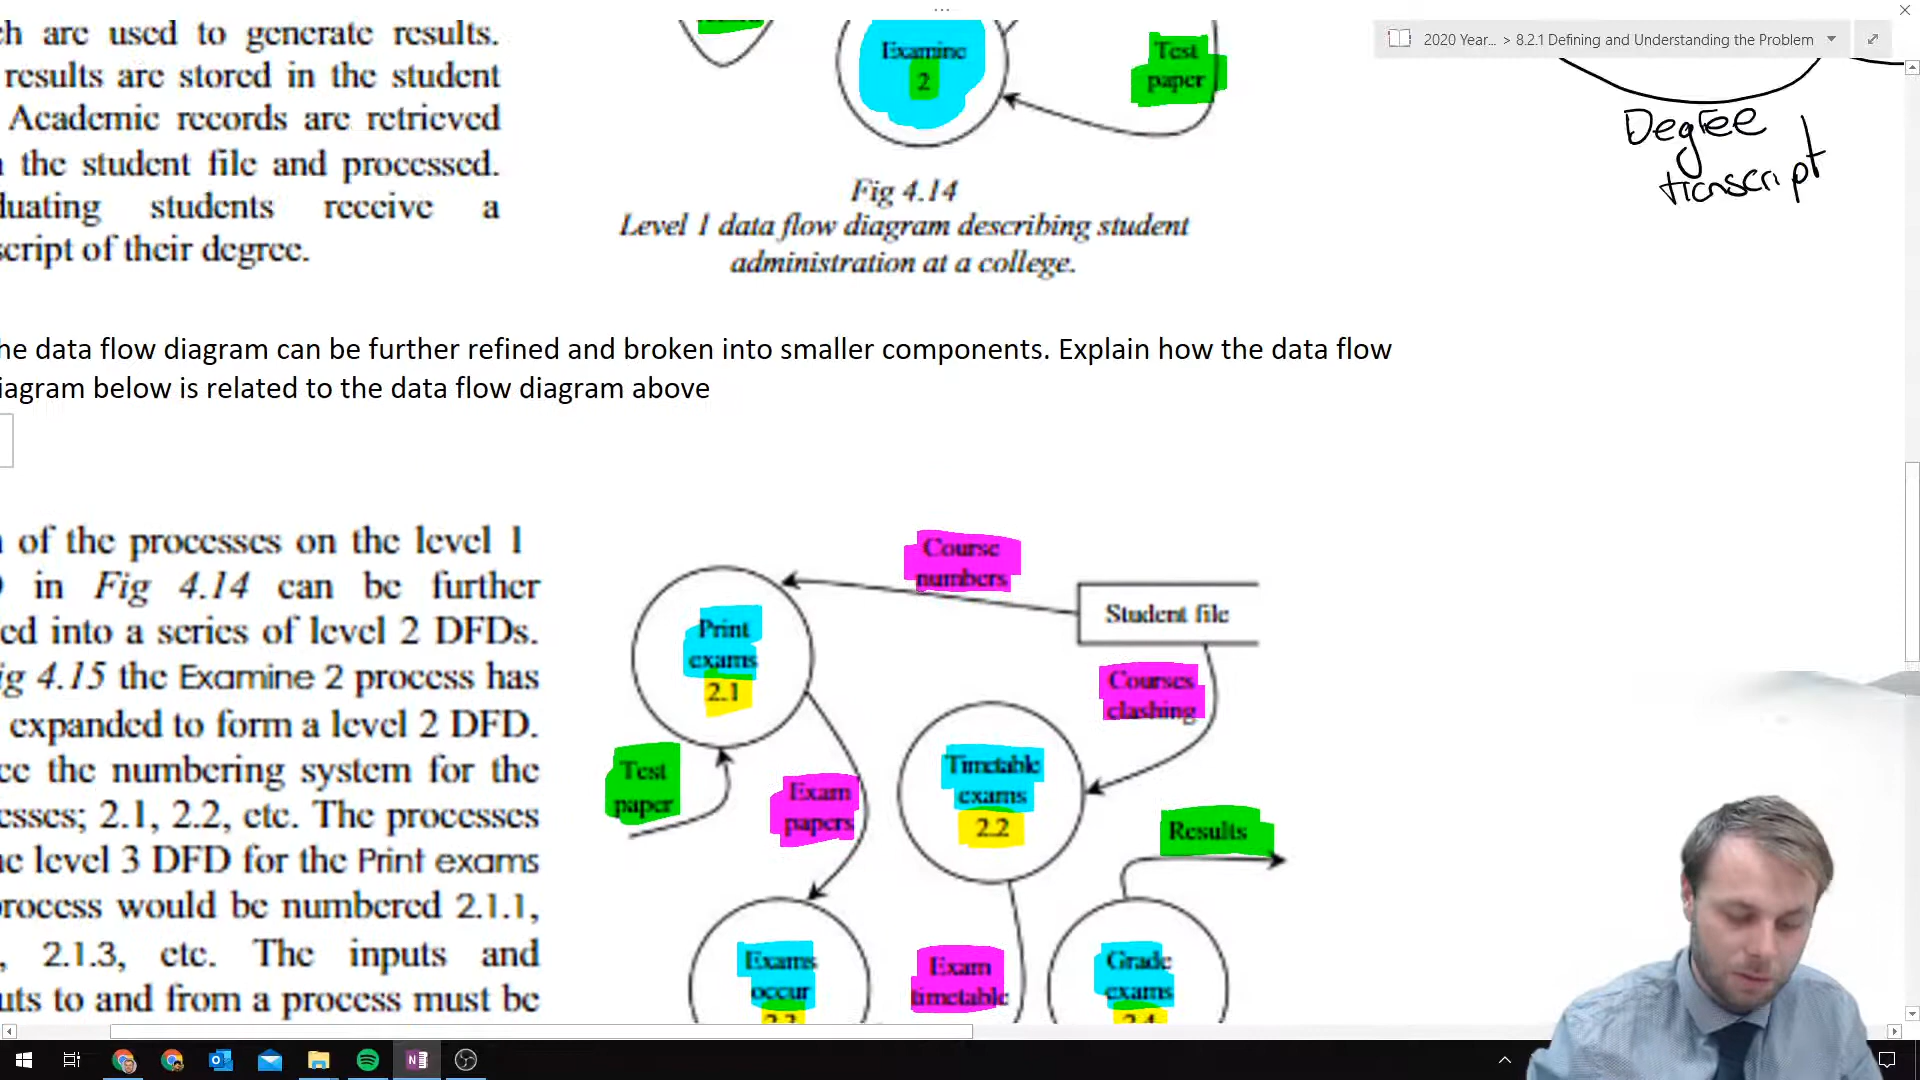 ch are used to generate results.
results are stored in the student
Academic records are retrieved
the student file and processed.
duating students receive a
script of their degree.
Examine
2
Test
paper
Fig 4.14
Level 1 data flow diagram describing student
administration at a college.
2020 Year... > 8.2.1 Defining and Understanding the Problem
Degree
transcript
he data flow diagram can be further refined and broken into smaller components. Explain how the data flow
iagram below is related to the data flow diagram above
of the processes on the level 1
in Fig 4.14 can be further
ed into a series of level 2 DFDs.
ig 4.15 the Examine 2 process has
expanded to form a level 2 DFD.
ce the numbering system for the
esses; 2.1, 2.2, etc. The processes
he level 3 DFD for the Print exams
process would be numbered 2.1.1,
, 2.1.3, etc. The inputs and
uts to and from a process must be
Course
numbers
Student file
Print
exams
2.1
Courses
clashing
Test
paper
Exam
papers
Timetable
exams
2.2
Results
Exams
occur
2.3
Exam
timetable
Grade
exams
2.4